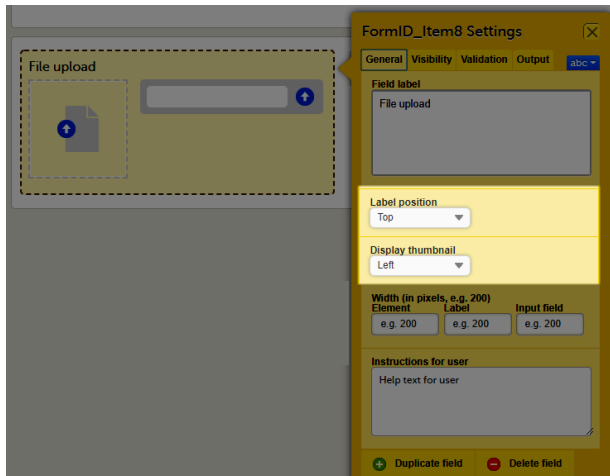 File upload
FormID_Item8 Settings
General Visibility Validation Output abc
Field label
File upload
Label position
Top
Display thumbnail
Left
Width (in pixels, e.g. 200)
Element Label Input field
e.g. 200 e.g. 200 e.g. 200
Instructions for user
Help text for user
Duplicate field Delete field